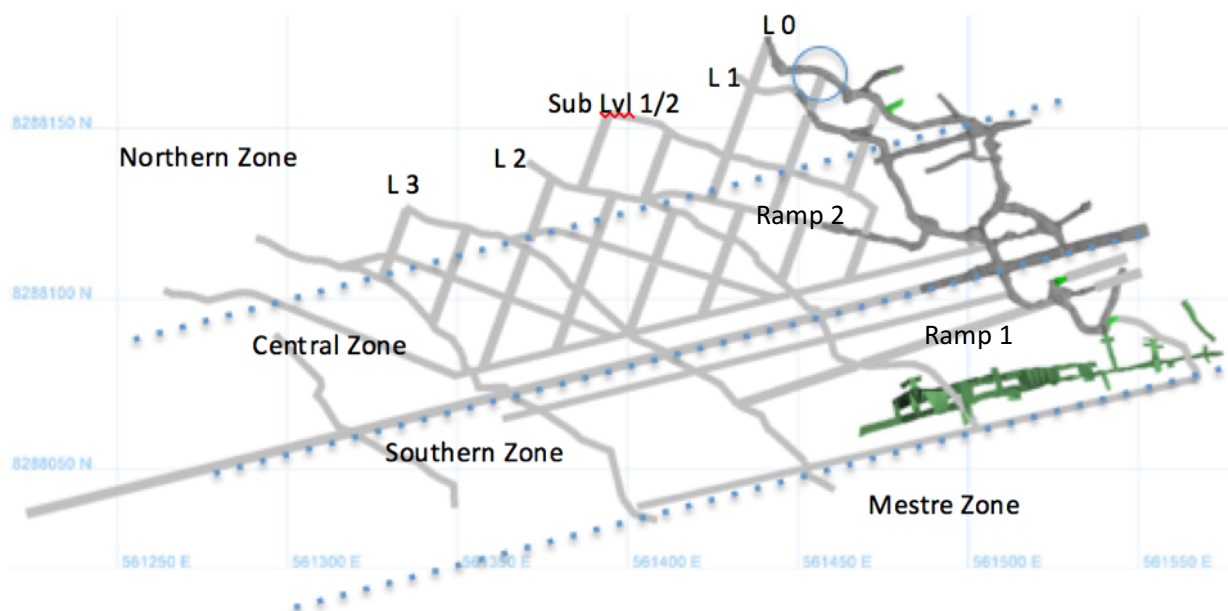 L 0
L 1
Sub Lvl 1/2
8288150 N
Northern Zone
L 2
L 3
Ramp 2
8288100 N
Central Zone
Ramp 1
Southern Zone
8288050 N
Mestre Zone
561250 E
561300 E
561350 E
561400 E
561450 E
561500 E
561550 E